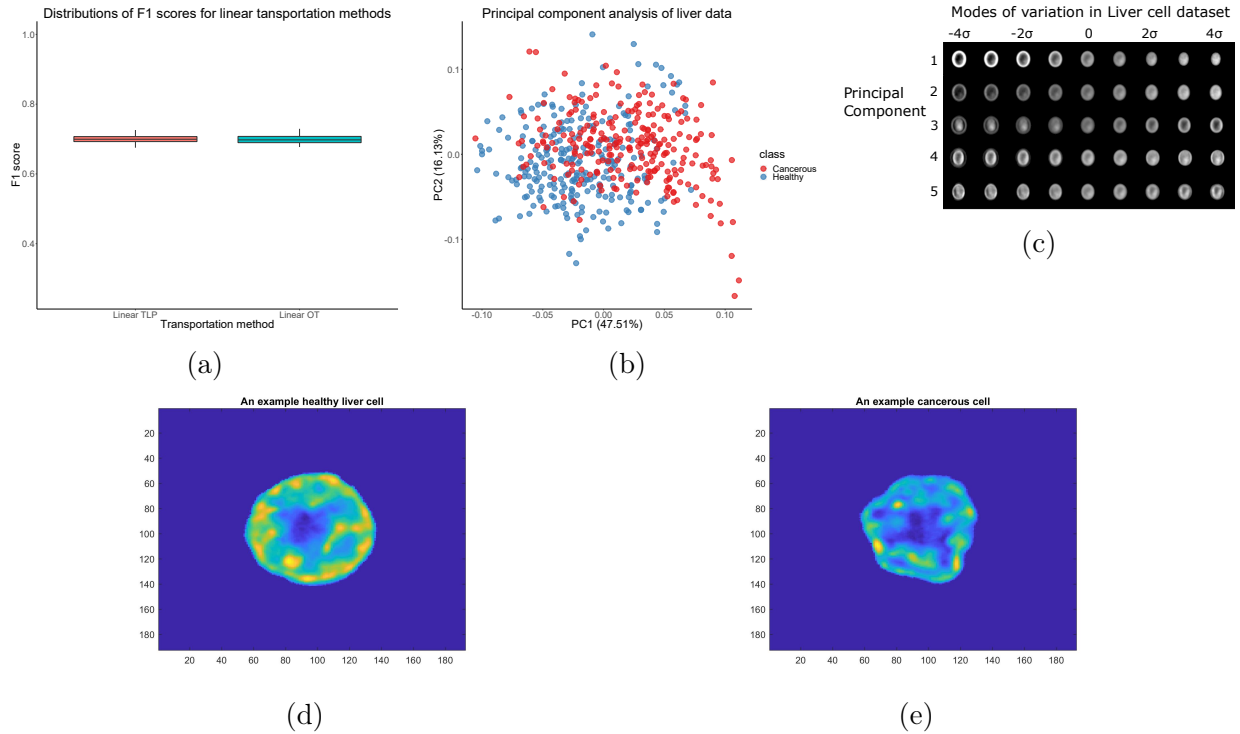 Distributions of F1 scores for linear tansportation methods
1.0
0.8
0.6
0.4
F1 score
Linear TLP
Linear OT
Transportation method
(a)
Principal component analysis of liver data
0.1
0.0
-0.1
PC2 (16.13%)
-0.10
-0.05
0.00
0.05
0.10
PC1 (47.51%)
class
Cancerous
Healthy
(b)
Modes of variation in Liver cell dataset
-4σ -2σ 0 2σ 4σ
Principal
Component
1
2
3
4
5
(c)
An example healthy liver cell
20
40
60
80
100
120
140
160
180
20 40 60 80 100 120 140 160 180
(d)
An example cancerous cell
20
40
60
80
100
120
140
160
180
20 40 60 80 100 120 140 160 180
(e)